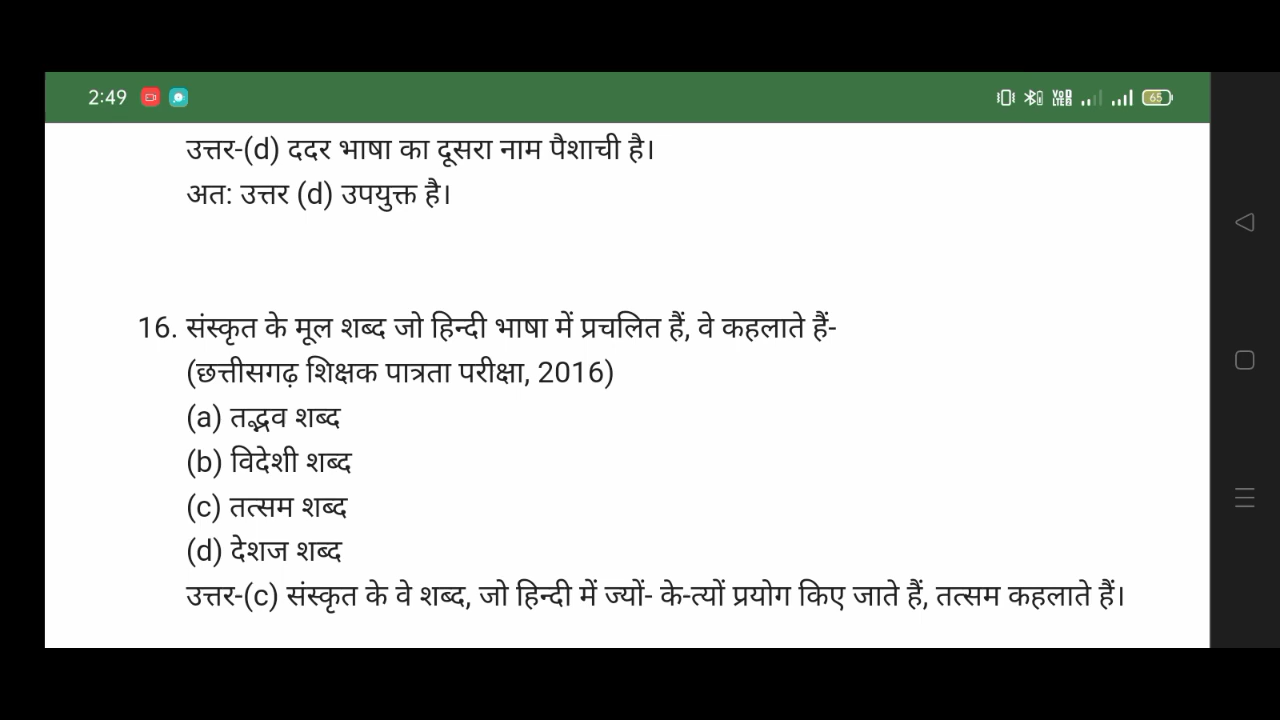 2:49
65
उत्तर-(d) ददर भाषा का दूसरा नाम पैशाची है।
अत: उत्तर (d) उपयुक्त है।
16. संस्कृत के मूल शब्द जो हिन्दी भाषा में प्रचलित हैं, वे कहलाते हैं-
(छत्तीसगढ़ शिक्षक पात्रता परीक्षा, 2016)
(a) तद्भव शब्द
(b) विदेशी शब्द
(c) तत्सम शब्द
(d) देशज शब्द
उत्तर-(c) संस्कृत के वे शब्द, जो हिन्दी में ज्यों- के-त्यों प्रयोग किए जाते हैं, तत्सम कहलाते हैं।